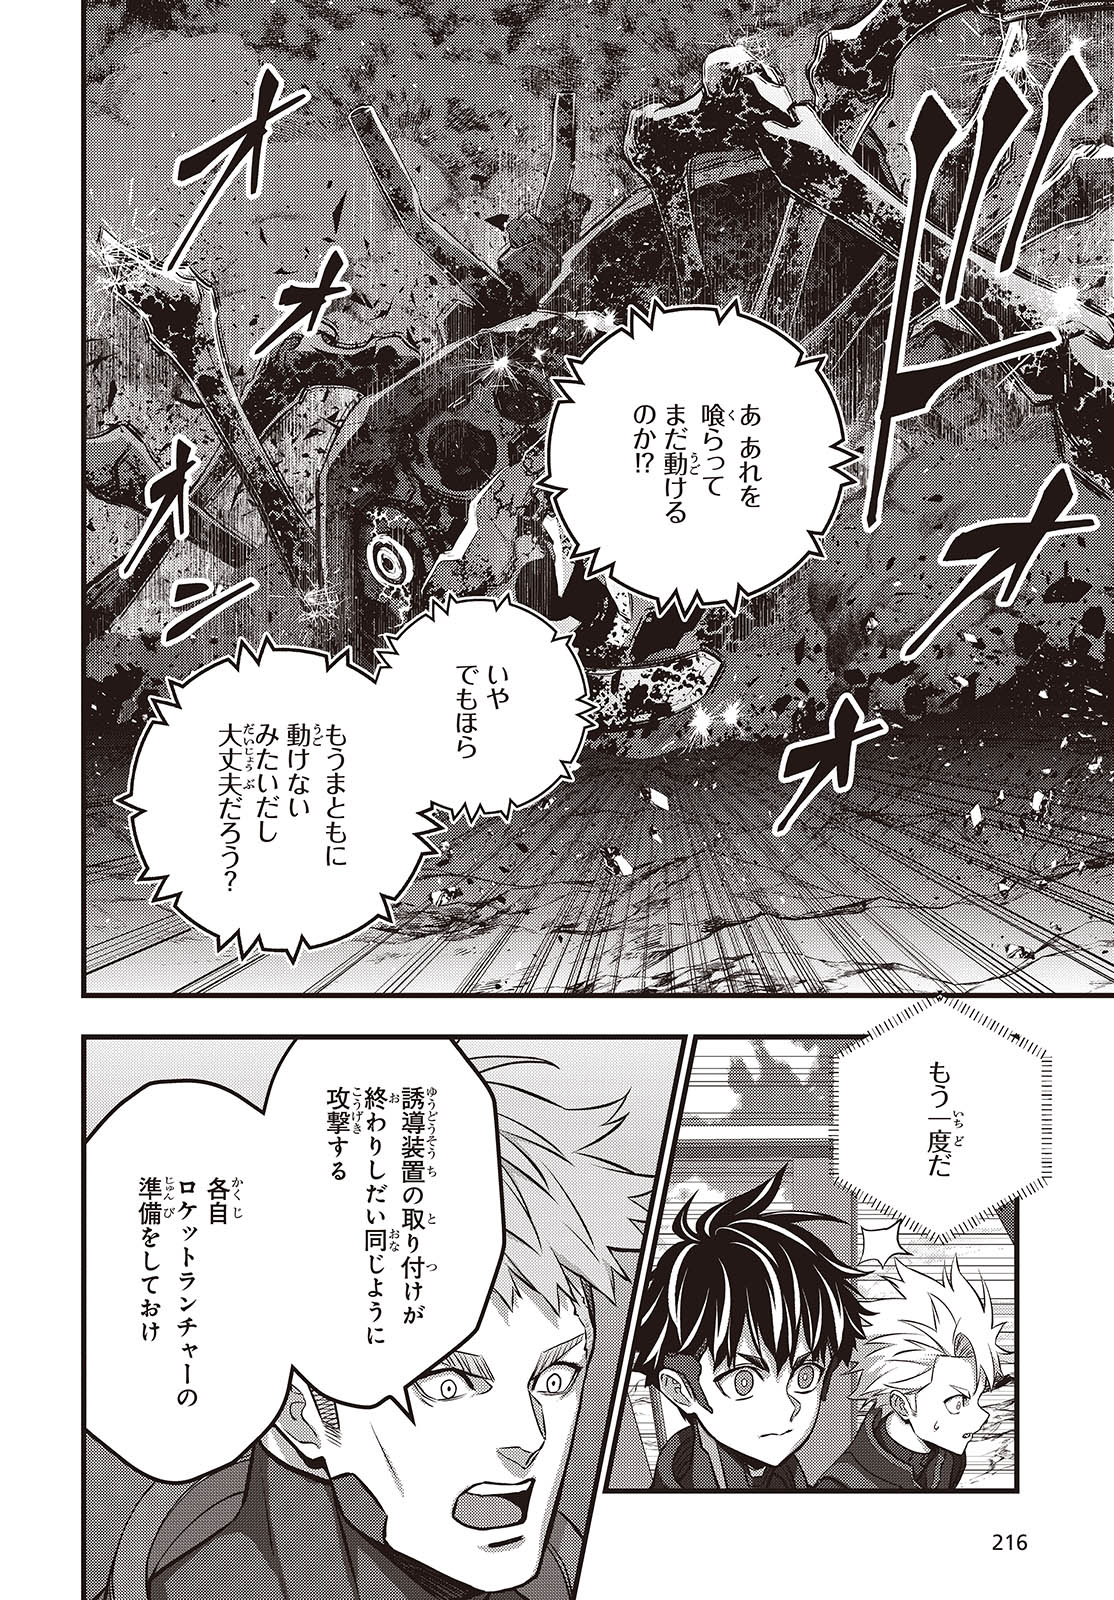 ドオオオオオオン
あ あれを
喰らって
まだ動ける
のか!?
いや
でもほら
もうまともに
動けない
みたいだし
大丈夫だろう?
もう一度だ
誘導装置の取り付けが
終わりしだい同じように
攻撃する
各自
ロケットランチャーの
準備をしておけ
216